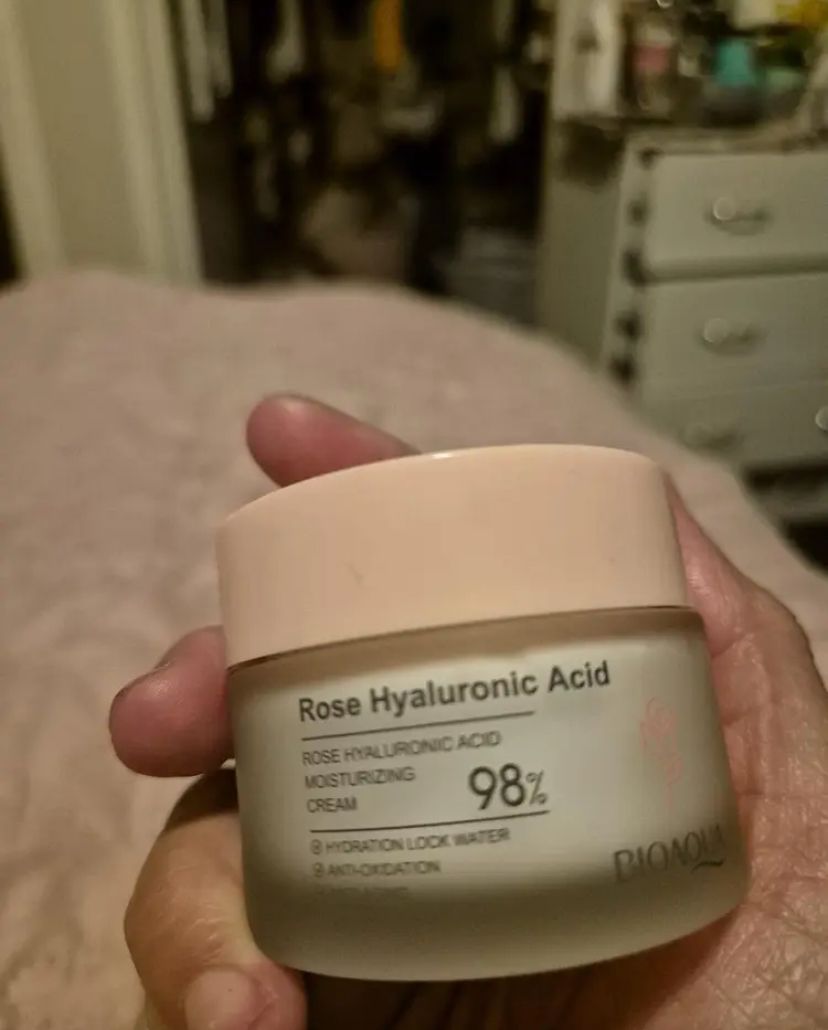 Rose Hyaluronic Acid
ROSE HYALURONIC ACID
MOISTURIZING
CREAM
98%
HYDRATION LOCK WATER
ANTI-OXIDATION
BIOAQUA